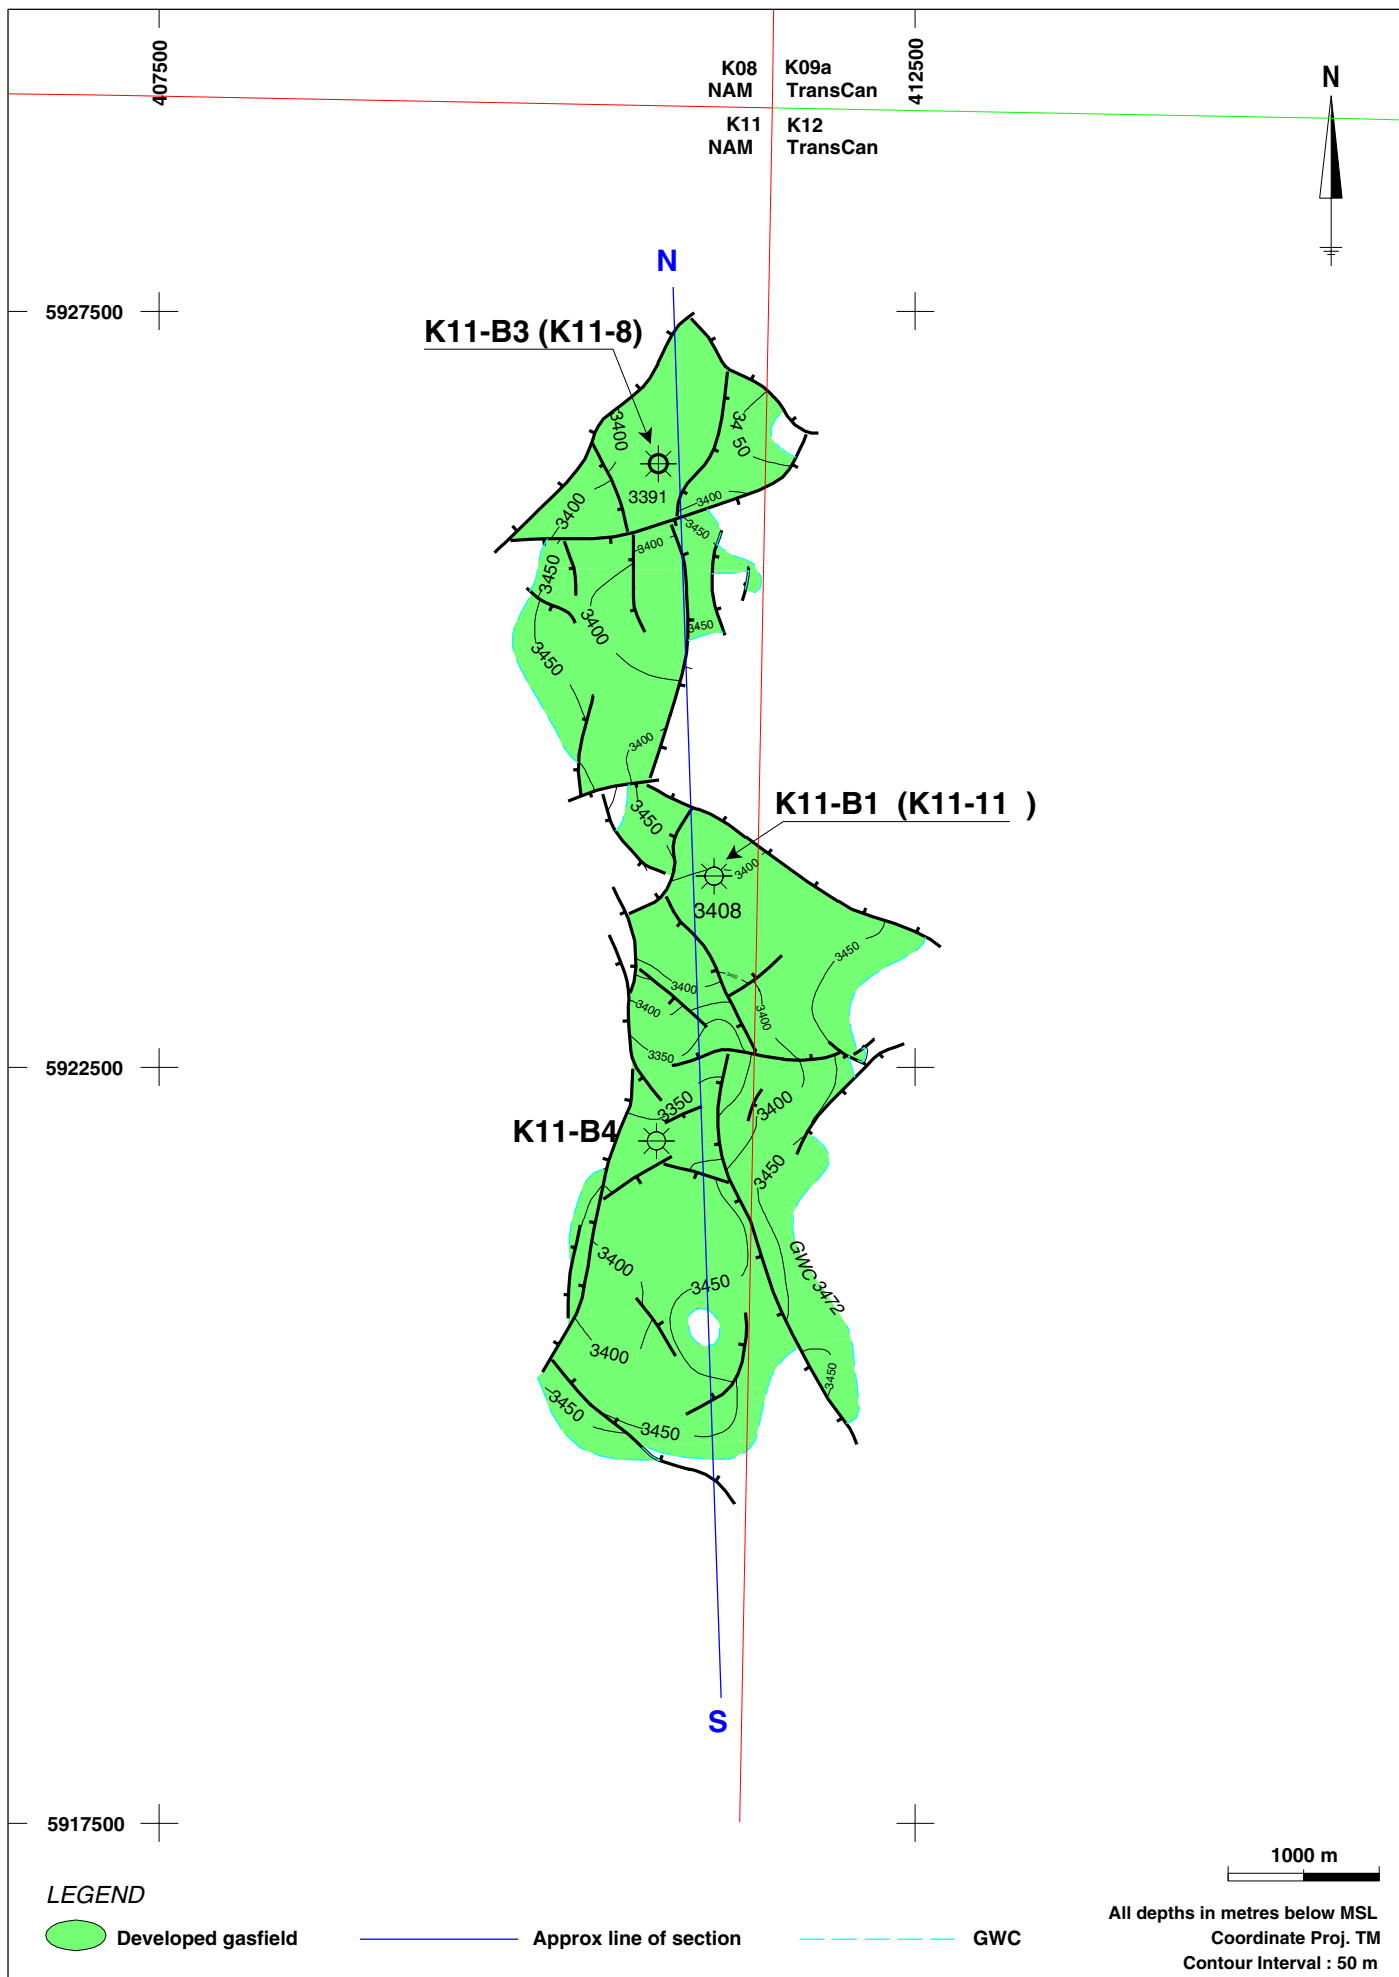 407500
412500
K08
K09a
NAM
TransCan
K11
K12
NAM
TransCan
N
N
5927500
K11-B3 (K11-8)
3400
34 50
3391
3400
3400
3450
3400
3450
3400
3450
3450
3400
K11-B1 (K11-11 )
3450
3400
3408
3450
3400
3400
3400
3400
3350
5922500
3350
3400
K11-B4
3450
3400
GWC 3472
3450
3400
3450
3450
3450
N
S
5917500
1000 m
LEGEND
Developed gasfield
Approx line of section
GWC
All depths in metres below MSL
Coordinate Proj. TM
Contour Interval : 50 m